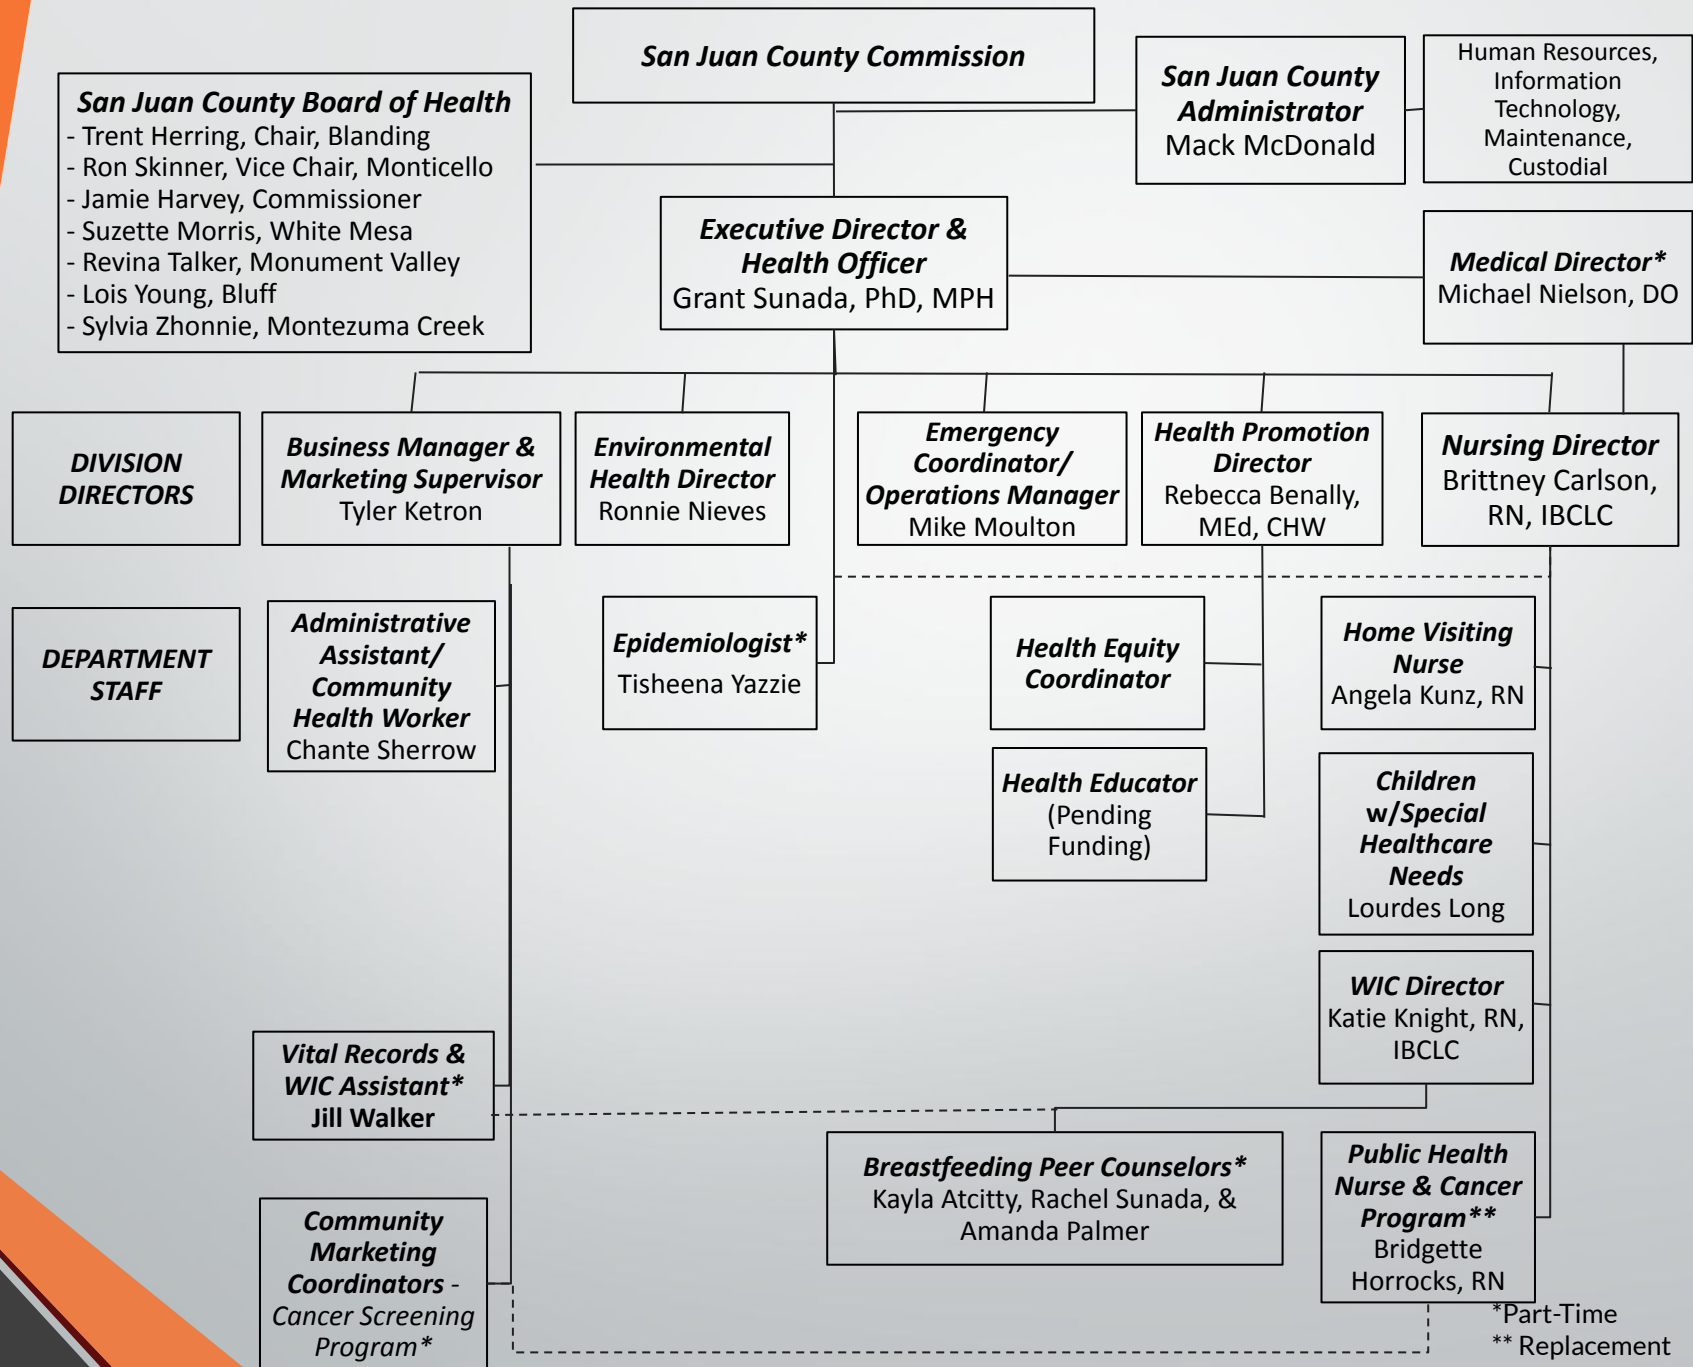 San Juan County Commission
San Juan County
Administrator
Mack McDonald
Human Resources,
Information
Technology,
Maintenance,
Custodial
San Juan County Board of Health
- Trent Herring, Chair, Blanding
- Ron Skinner, Vice Chair, Monticello
- Jamie Harvey, Commissioner
- Suzette Morris, White Mesa
- Revina Talker, Monument Valley
- Lois Young, Bluff
- Sylvia Zhonnie, Montezuma Creek
Executive Director &
Health Officer
Grant Sunada, PhD, MPH
Medical Director*
Michael Nielson, DO
DIVISION
DIRECTORS
Business Manager &
Marketing Supervisor
Tyler Ketron
Environmental
Health Director
Ronnie Nieves
Emergency
Coordinator/
Operations Manager
Mike Moulton
Health Promotion
Director
Rebecca Benally,
MEd, CHW
Nursing Director
Brittney Carlson,
RN, IBCLC
DEPARTMENT
STAFF
Administrative
Assistant/
Community
Health Worker
Chante Sherrow
Epidemiologist*
Tisheena Yazzie
Health Equity
Coordinator
Home Visiting
Nurse
Angela Kunz, RN
Health Educator
(Pending
Funding)
Children
w/Special
Healthcare
Needs
Lourdes Long
WIC Director
Katie Knight, RN,
IBCLC
Vital Records &
WIC Assistant*
Jill Walker
Breastfeeding Peer Counselors*
Kayla Atcitty, Rachel Sunada, &
Amanda Palmer
Public Health
Nurse & Cancer
Program**
Bridgette
Horrocks, RN
Community
Marketing
Coordinators -
Cancer Screening
Program*
*Part-Time
** Replacement